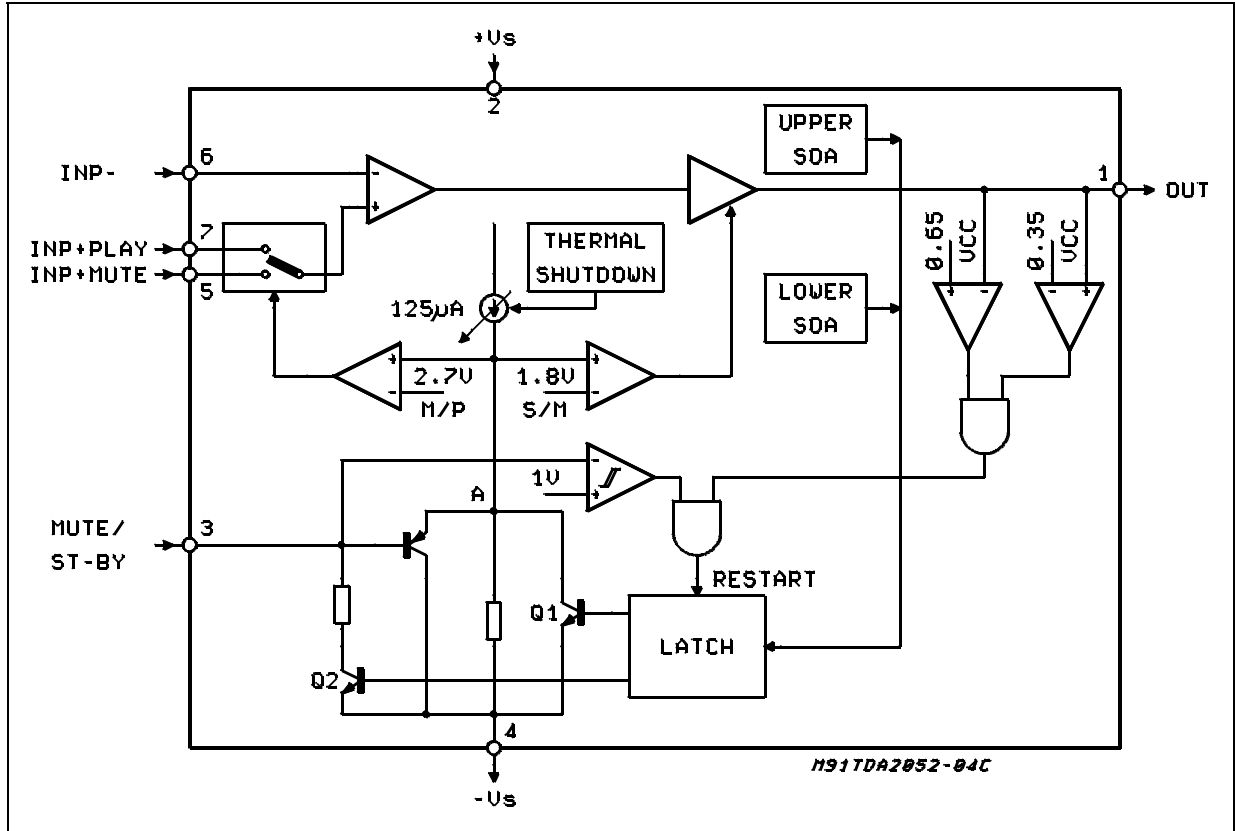 +Vs
2
UPPER
SOA
6
INP-
1
OUT
7
INP+PLAY
INP+MUTE
5
THERMAL
SHUTDOWN
0.65
VCC
0.35
VCC
+
-
-
+
-
+
125µA
LOWER
SOA
+
2.7V
-
M/P
+
1.8V
-
S/M
-
1V
+
A
MUTE/
ST-BY
3
RESTART
Q1
LATCH
Q2
4
M91TDA2052-04C
-Vs